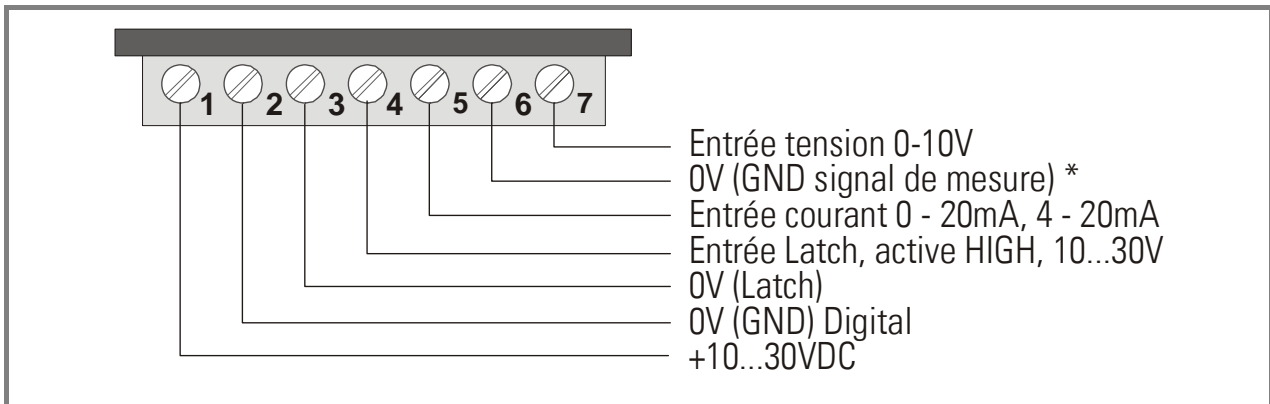 1 2 3 4 5 6 7
Entrée tension 0-10V
0V (GND signal de mesure) *
Entrée courant 0 - 20mA, 4 - 20mA
Entrée Latch, active HIGH, 10...30V
0V (Latch)
0V (GND) Digital
+10...30VDC